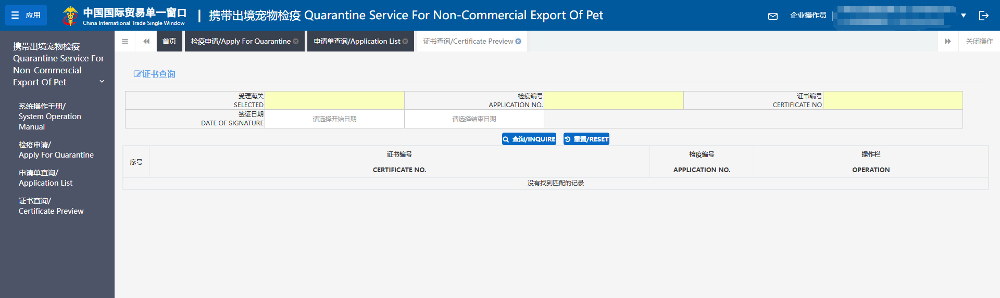 应用
中国国际贸易单一窗口
China International Trade Single Window
携带出境宠物检疫 Quarantine Service For Non-Commercial Export Of Pet
企业操作员
携带出境宠物检疫
Quarantine Service For
Non-Commercial
Export Of Pet
系统操作手册/
System Operation
Manual
检疫申请/
Apply For Quarantine
申请单查询/
Application List
证书查询/
Certificate Preview
首页
检疫申请/Apply For Quarantine
申请单查询/Application List
证书查询/Certificate Preview
关闭操作
证书查询
受理海关
SELECTED
检疫编号
APPLICATION NO.
证书编号
CERTIFICATE NO
签证日期
DATE OF SIGNATURE
请选择开始日期
请选择结束日期
查询/INQUIRE
重置/RESET
序号
证书编号
CERTIFICATE NO.
检疫编号
APPLICATION NO.
操作栏
OPERATION
没有找到匹配的记录